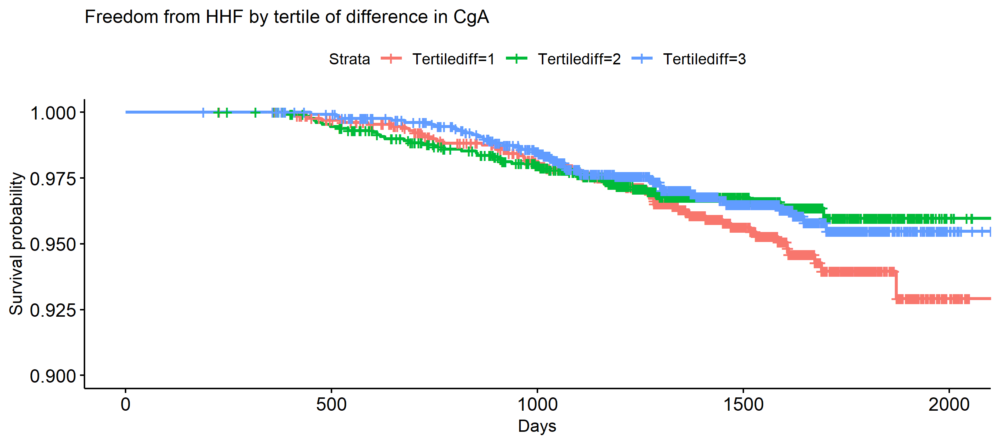 Freedom from HHF by tertile of difference in CgA
Strata Tertilediff=1 Tertilediff=2 Tertilediff=3
Survival probability
1.000
0.975
0.950
0.925
0.900
0 500 1000 1500 2000
Days